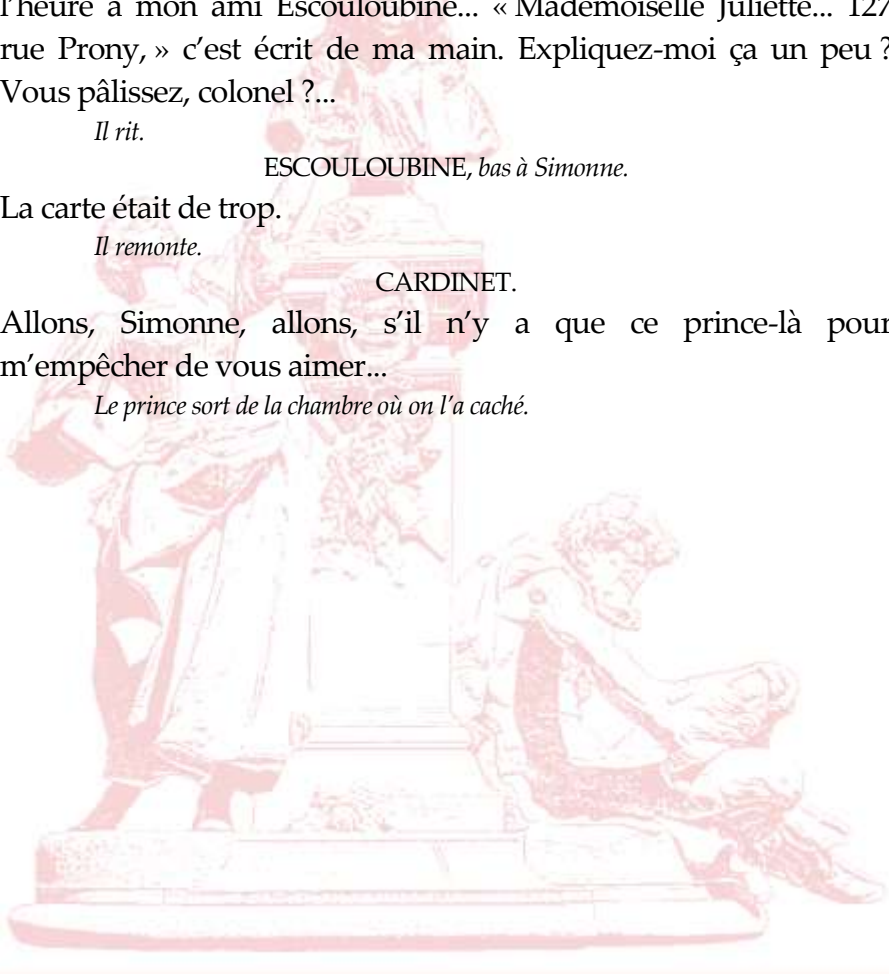 l'heure à mon ami Escouloubine... « Mademoiselle Juliette... 127
rue Prony, » c'est écrit de ma main. Expliquez-moi ça un peu ?
Vous pâlissez, colonel ?...
Il rit.
ESCOULOUBINE, bas à Simonne.
La carte était de trop.
Il remonte.
CARDINET.
Allons, Simonne, allons, s'il n'y a que ce prince-là pour
m'empêcher de vous aimer...
Le prince sort de la chambre où on l'a caché.